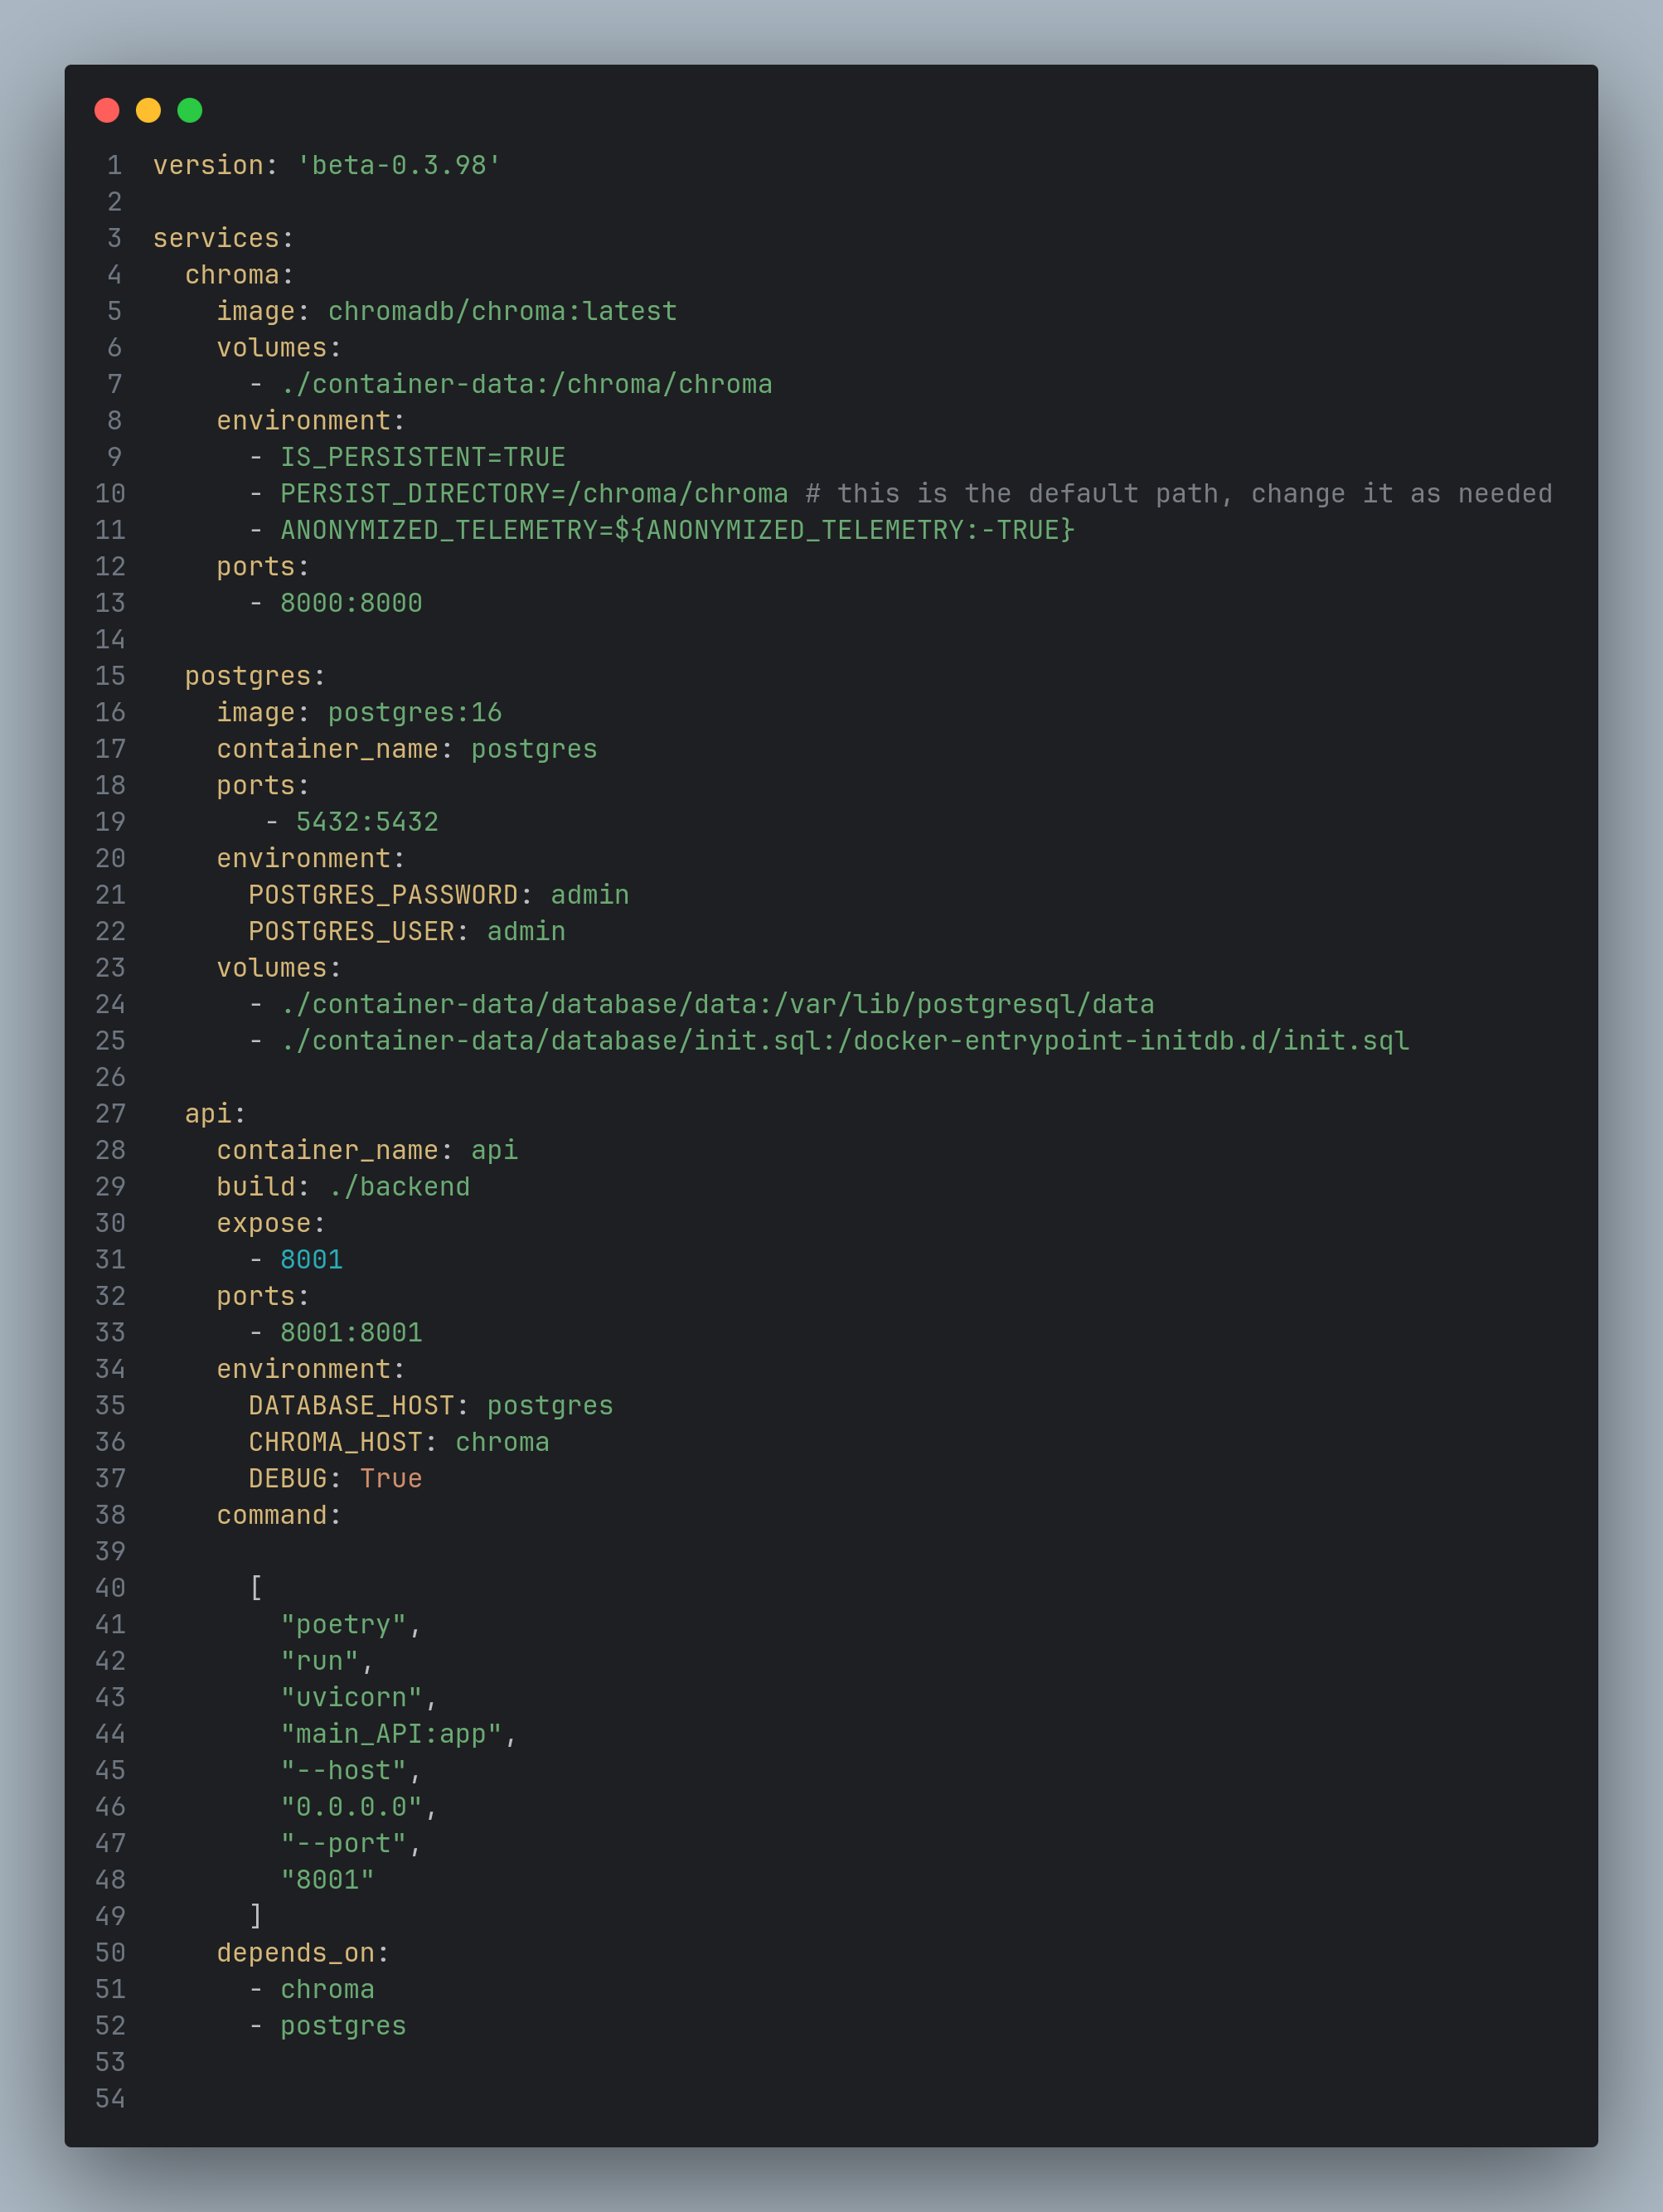 1 version: 'beta-0.3.98'
2
3 services:
4   chroma:
5     image: chromadb/chroma:latest
6     volumes:
7       - ./container-data:/chroma/chroma
8     environment:
9       - IS_PERSISTENT=TRUE
10       - PERSIST_DIRECTORY=/chroma/chroma # this is the default path, change it as needed
11       - ANONYMIZED_TELEMETRY=${ANONYMIZED_TELEMETRY:-TRUE}
12     ports:
13       - 8000:8000
14
15   postgres:
16     image: postgres:16
17     container_name: postgres
18     ports:
19        - 5432:5432
20     environment:
21       POSTGRES_PASSWORD: admin
22       POSTGRES_USER: admin
23     volumes:
24       - ./container-data/database/data:/var/lib/postgresql/data
25       - ./container-data/database/init.sql:/docker-entrypoint-initdb.d/init.sql
26
27   api:
28     container_name: api
29     build: ./backend
30     expose:
31       - 8001
32     ports:
33       - 8001:8001
34     environment:
35       DATABASE_HOST: postgres
36       CHROMA_HOST: chroma
37       DEBUG: True
38     command:
39
40       [
41         "poetry",
42         "run",
43         "uvicorn",
44         "main_API:app",
45         "--host",
46         "0.0.0.0",
47         "--port",
48         "8001"
49       ]
50     depends_on:
51       - chroma
52       - postgres
53
54